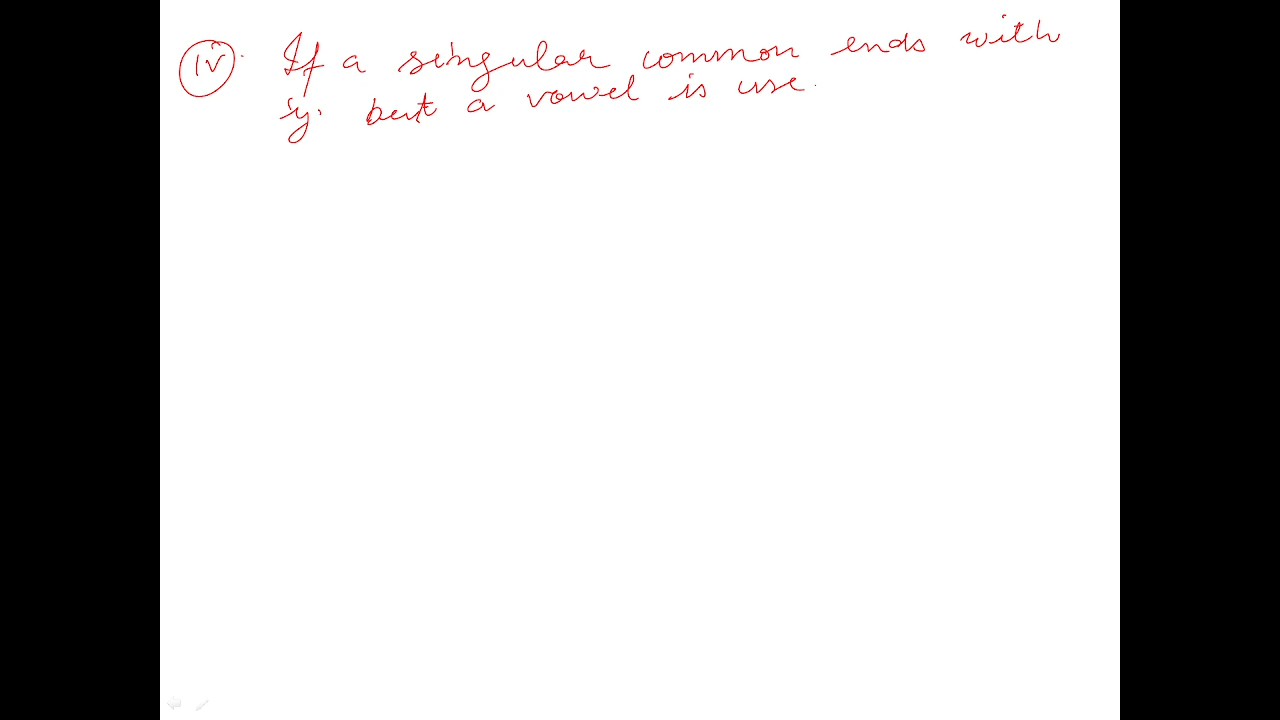 (iv). If a singular common ends with
'y'. but a vowel is use.